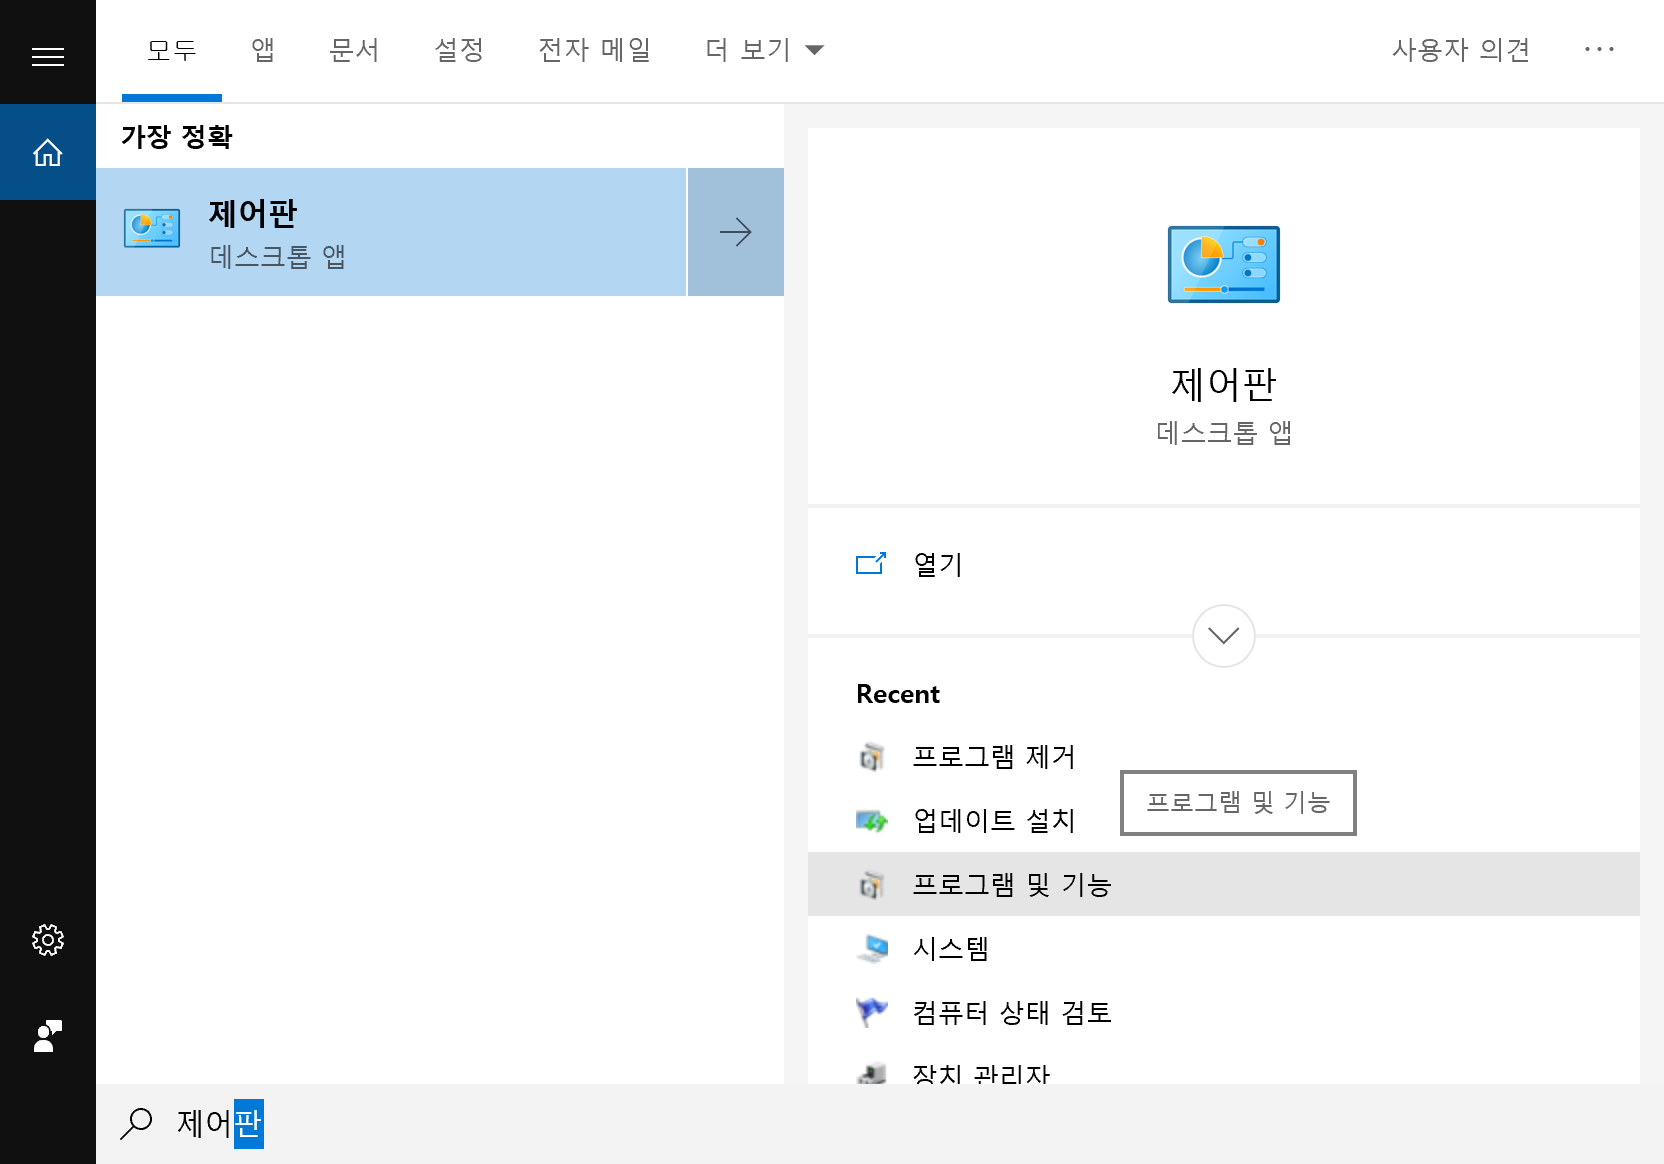 모두 앱 문서 설정 전자 메일 더 보기 사용자 의견 ···
가장 정확
제어판
데스크톱 앱
제어판
데스크톱 앱
열기
Recent
프로그램 제거
프로그램 및 기능
업데이트 설치
프로그램 및 기능
시스템
컴퓨터 상태 검토
장치 관리자
제어판